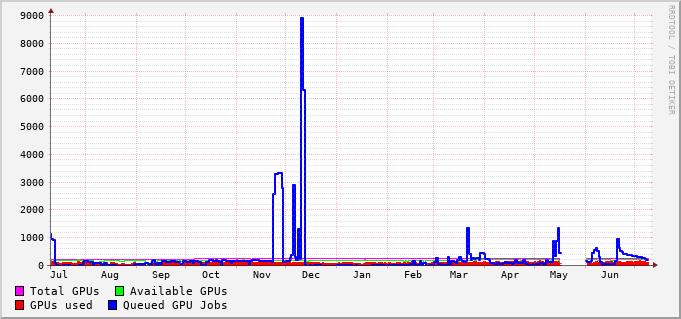 9000
8000
7000
6000
5000
4000
3000
2000
1000
0
Jul Aug Sep Oct Nov Dec Jan Feb Mar Apr May Jun
Total GPUs Available GPUs
GPUs used Queued GPU Jobs
RRDTOOL / TOBI OETIKER